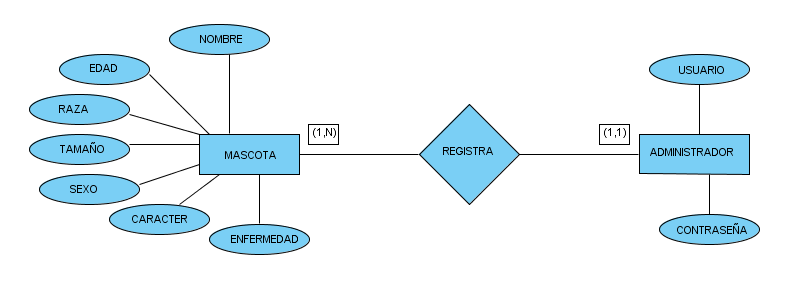 NOMBRE
EDAD
USUARIO
RAZA
(1,N)
(1,1)
TAMAÑO
MASCOTA
REGISTRA
ADMINISTRADOR
SEXO
CARACTER
ENFERMEDAD
CONTRASEÑA